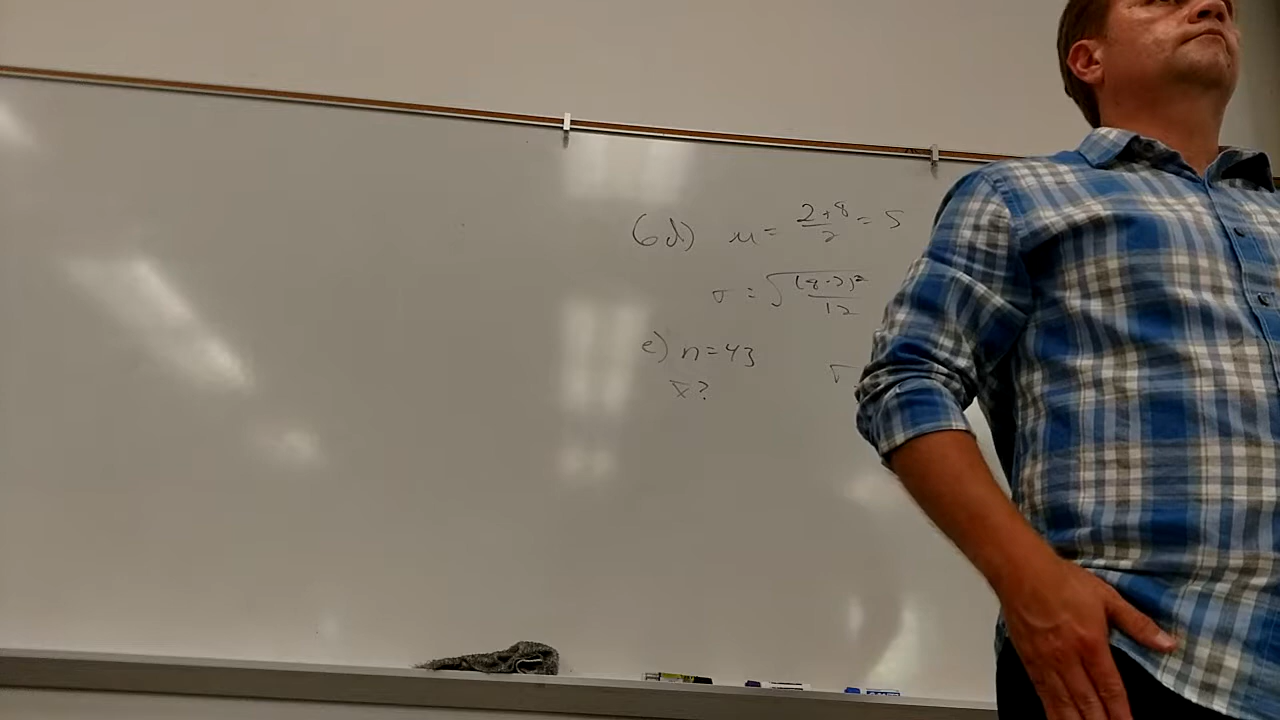 6d) μ = (2+8)/2 = 5
σ = √((8-2)²/12)
e) n=43
x̄?
σ